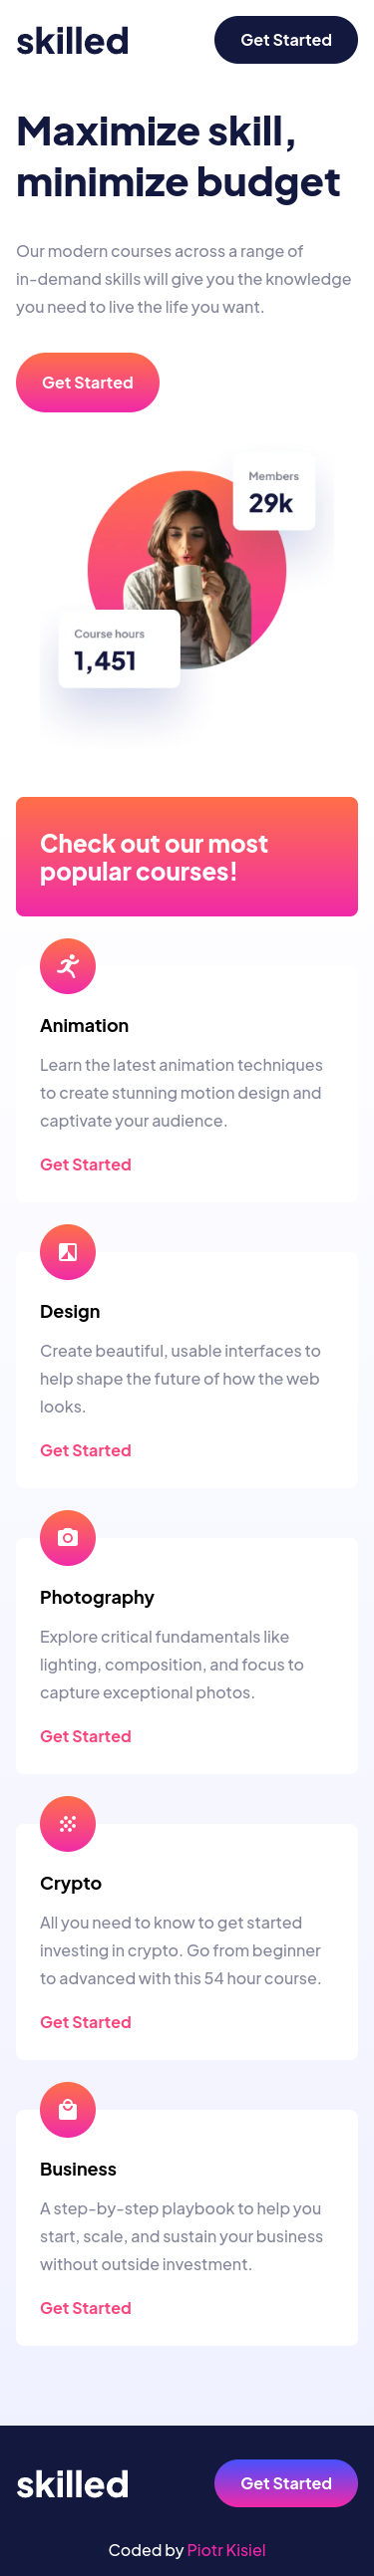 skilled
Get Started
Maximize skill,
minimize budget
Our modern courses across a range of
in-demand skills will give you the knowledge
you need to live the life you want.
Get Started
Members
29k
Course hours
1,451
Check out our most
popular courses!
Animation
Learn the latest animation techniques
to create stunning motion design and
captivate your audience.
Get Started
Design
Create beautiful, usable interfaces to
help shape the future of how the web
looks.
Get Started
Photography
Explore critical fundamentals like
lighting, composition, and focus to
capture exceptional photos.
Get Started
Crypto
All you need to know to get started
investing in crypto. Go from beginner
to advanced with this 54 hour course.
Get Started
Business
A step-by-step playbook to help you
start, scale, and sustain your business
without outside investment.
Get Started
skilled
Get Started
Coded by Piotr Kisiel